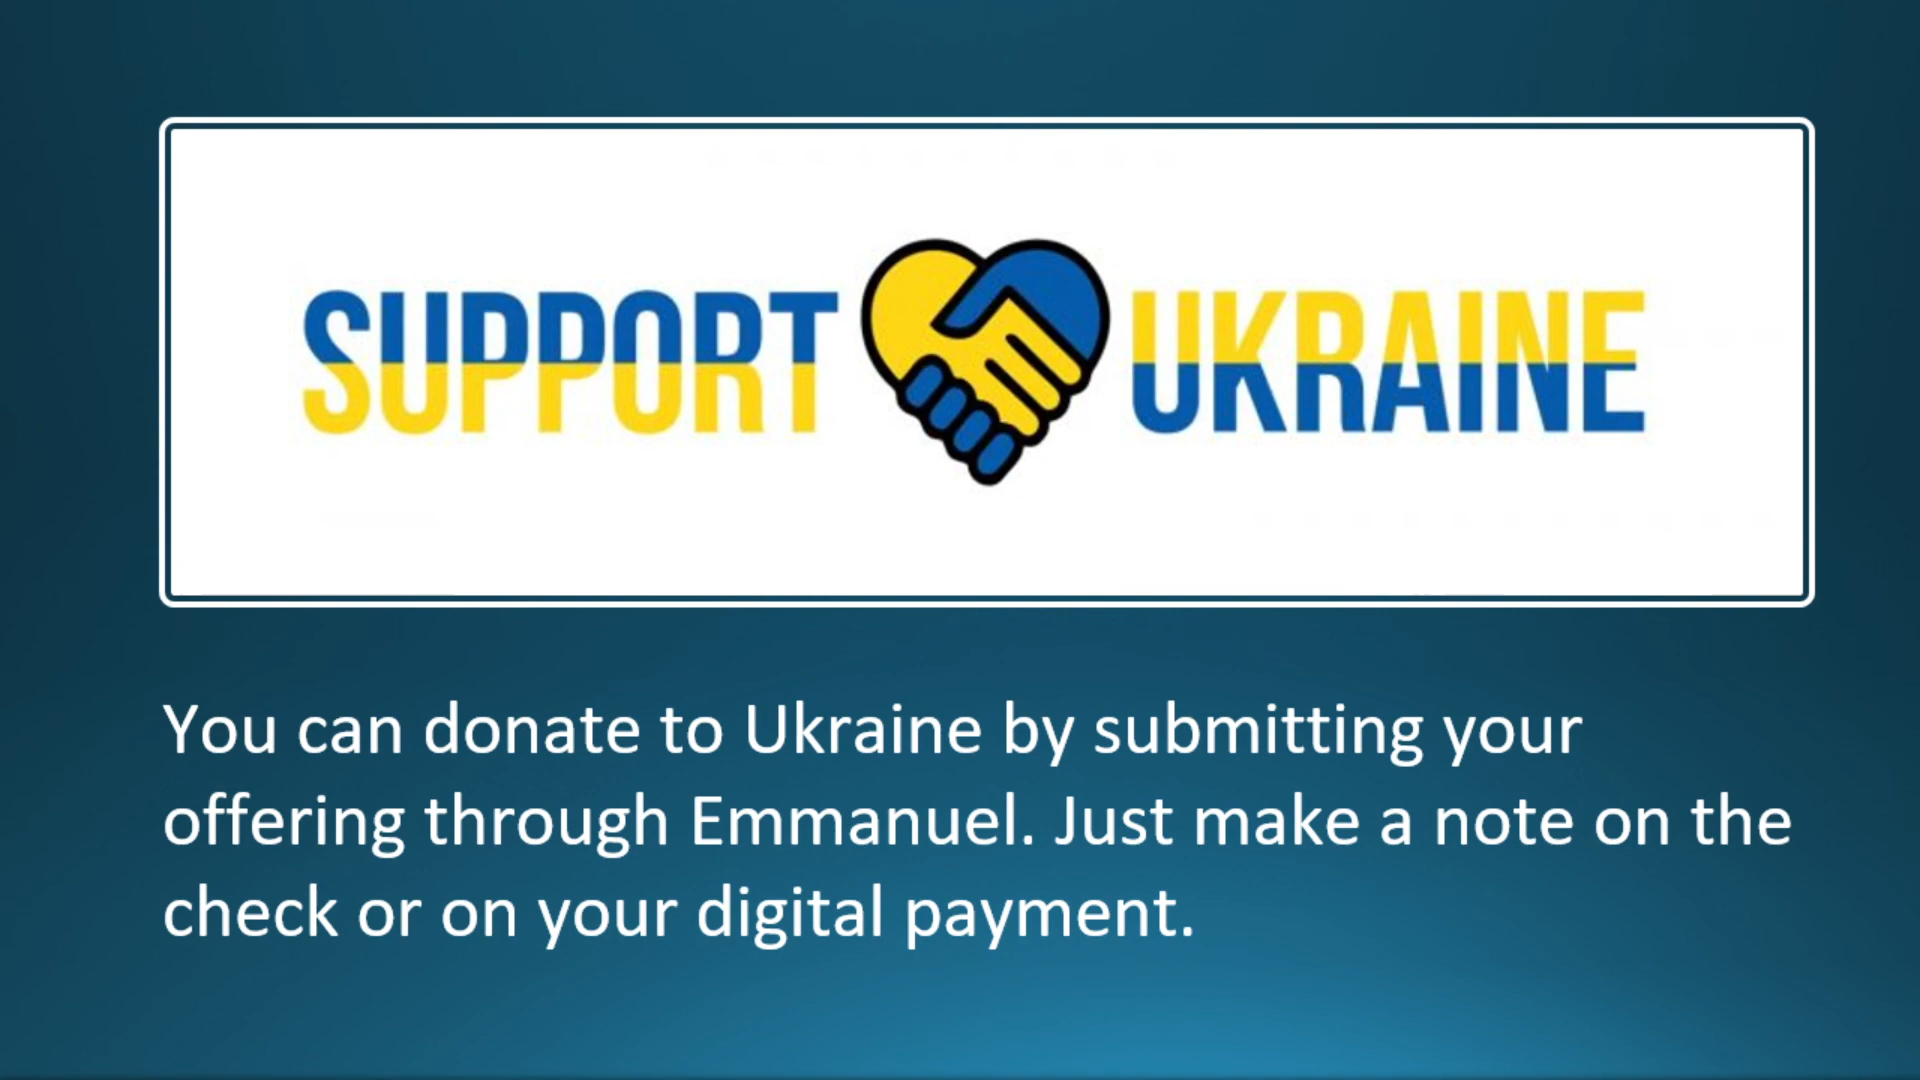 SUPPORT UKRAINE
You can donate to Ukraine by submitting your
offering through Emmanuel. Just make a note on the
check or on your digital payment.